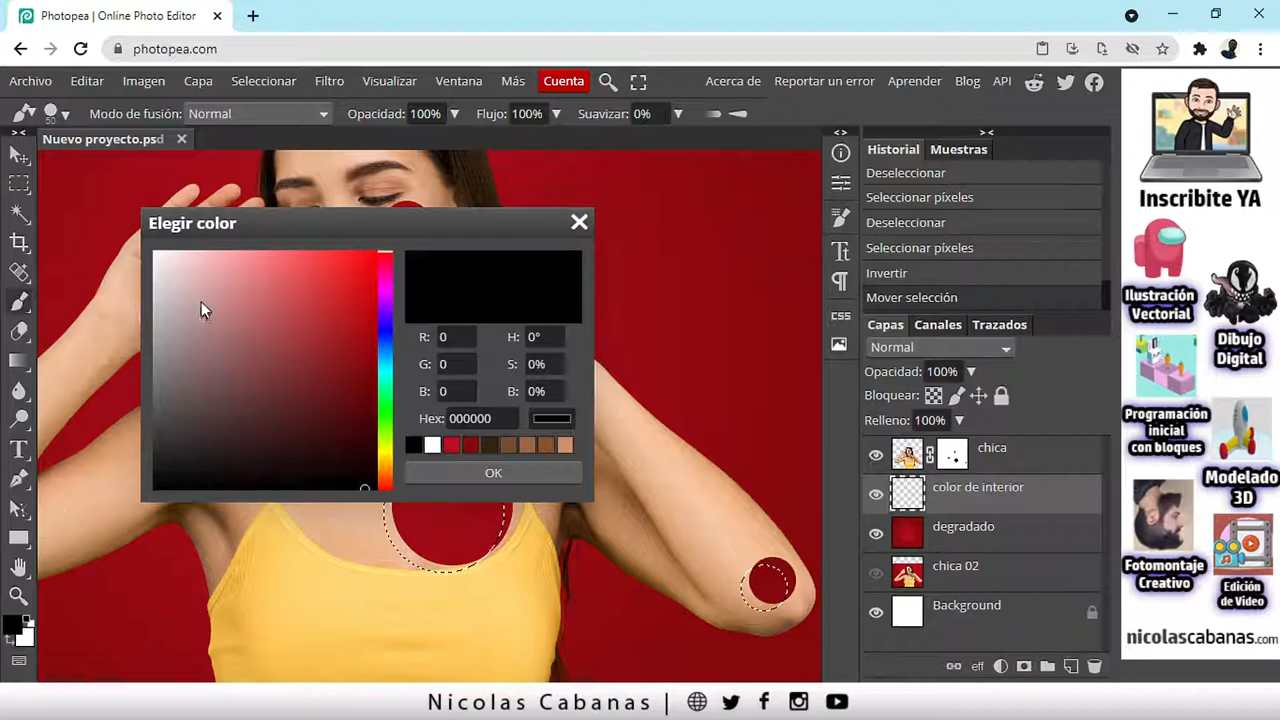 Photopea | Online Photo Editor
photopea.com
Archivo Editar Imagen Capa Seleccionar Filtro Visualizar Ventana Más Cuenta Acerca de Reportar un error Aprender Blog API
50 Modo de fusión: Normal Opacidad: 100% Flujo: 100% Suavizar: 0%
Nuevo proyecto.psd
Elegir color
R: 0 H: 0°
G: 0 S: 0%
B: 0 B: 0%
Hex: 000000
OK
CSS
Historial Muestras
Deseleccionar
Seleccionar píxeles
Deseleccionar
Seleccionar píxeles
Invertir
Mover selección
Capas Canales Trazados
Normal
Opacidad: 100%
Bloquear:
Relleno: 100%
chica
color de interior
degradado
chica 02
Background
eff
Inscribite YA
Ilustración
Vectorial
Dibujo
Digital
Programación
inicial
con bloques
Modelado
3D
Fotomontaje
Creativo
Edición
de Video
nicolascabanas.com
Nicolas Cabanas |